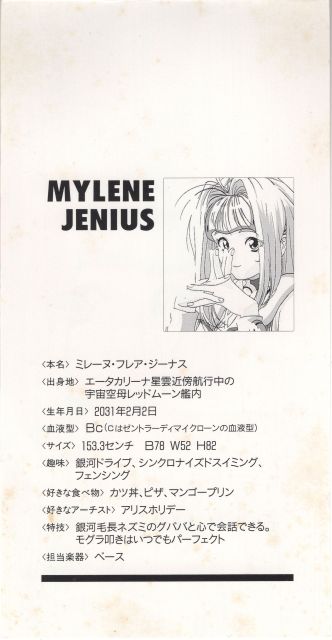 MYLENE
JENIUS
〈本名〉 ミレーヌ・フレア・ジーナス
〈出身地〉 エータカリーナ星雲近傍航行中の
宇宙空母レッドムーン艦内
〈生年月日〉 2031年2月2日
〈血液型〉 Bc(cはゼントラーディマイクローンの血液型)
〈サイズ〉 153.3センチ B78 W52 H82
〈趣味〉 銀河ドライブ、シンクロナイズドスイミング、
フェンシング
〈好きな食べ物〉 カツ丼、ピザ、マンゴープリン
〈好きなアーチスト〉 アリスホリデー
〈特技〉 銀河毛長ネズミのグババと心で会話できる。
モグラ叩きはいつでもパーフェクト
〈担当楽器〉 ベース